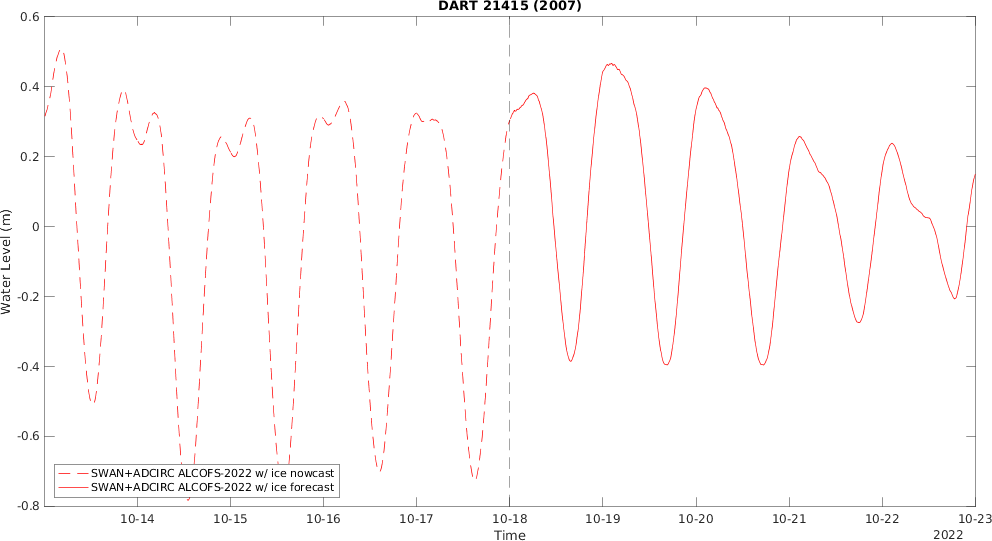 DART 21415 (2007)
0.6
0.4
0.2
0
-0.2
-0.4
-0.6
-0.8
Water Level (m)
SWAN+ADCIRC ALCOFS-2022 w/ ice nowcast
SWAN+ADCIRC ALCOFS-2022 w/ ice forecast
10-14 10-15 10-16 10-17 10-18 10-19 10-20 10-21 10-22 10-23
Time
2022